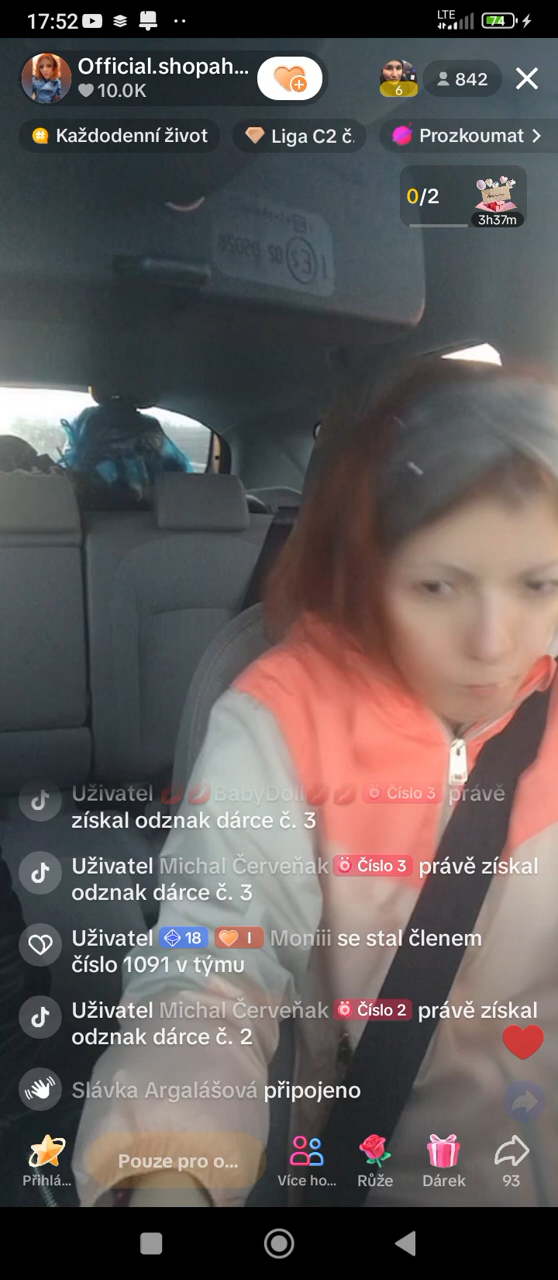 17:52
LTE
74
Official.shopah...
10.0K
6
842
Každodenní život
Liga C2 č.
Prozkoumat
0/2
3h37m
Uživatel BabyDoll Číslo 3 právě
získal odznak dárce č. 3
Uživatel Michal Červeňak Číslo 3 právě získal
odznak dárce č. 3
Uživatel 18 I Moniii se stal členem
číslo 1091 v týmu
Uživatel Michal Červeňak Číslo 2 právě získal
odznak dárce č. 2
Slávka Argalášová připojeno
Pouze pro o...
Přihlá...
Více ho...
Růže
Dárek
93